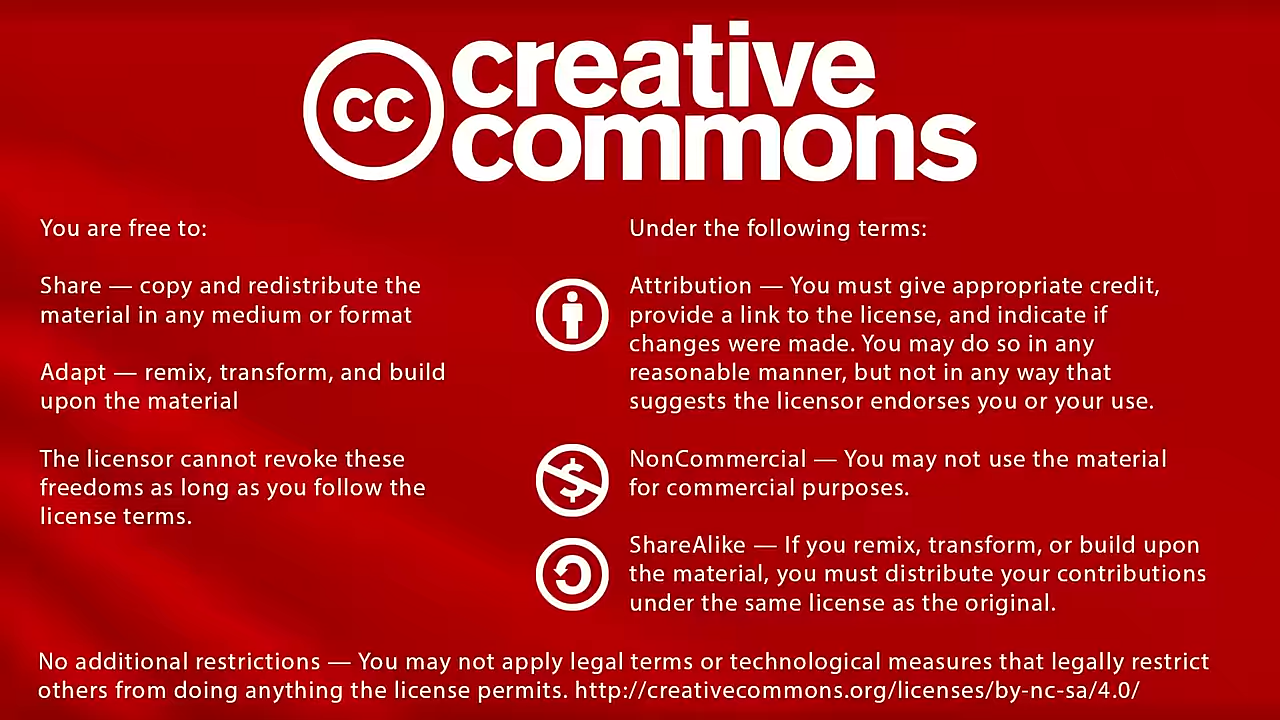 cc creative
commons
You are free to:
Share — copy and redistribute the
material in any medium or format
Adapt — remix, transform, and build
upon the material
The licensor cannot revoke these
freedoms as long as you follow the
license terms.
Under the following terms:
Attribution — You must give appropriate credit,
provide a link to the license, and indicate if
changes were made. You may do so in any
reasonable manner, but not in any way that
suggests the licensor endorses you or your use.
$
NonCommercial — You may not use the material
for commercial purposes.
ShareAlike — If you remix, transform, or build upon
the material, you must distribute your contributions
under the same license as the original.
No additional restrictions — You may not apply legal terms or technological measures that legally restrict
others from doing anything the license permits. http://creativecommons.org/licenses/by-nc-sa/4.0/